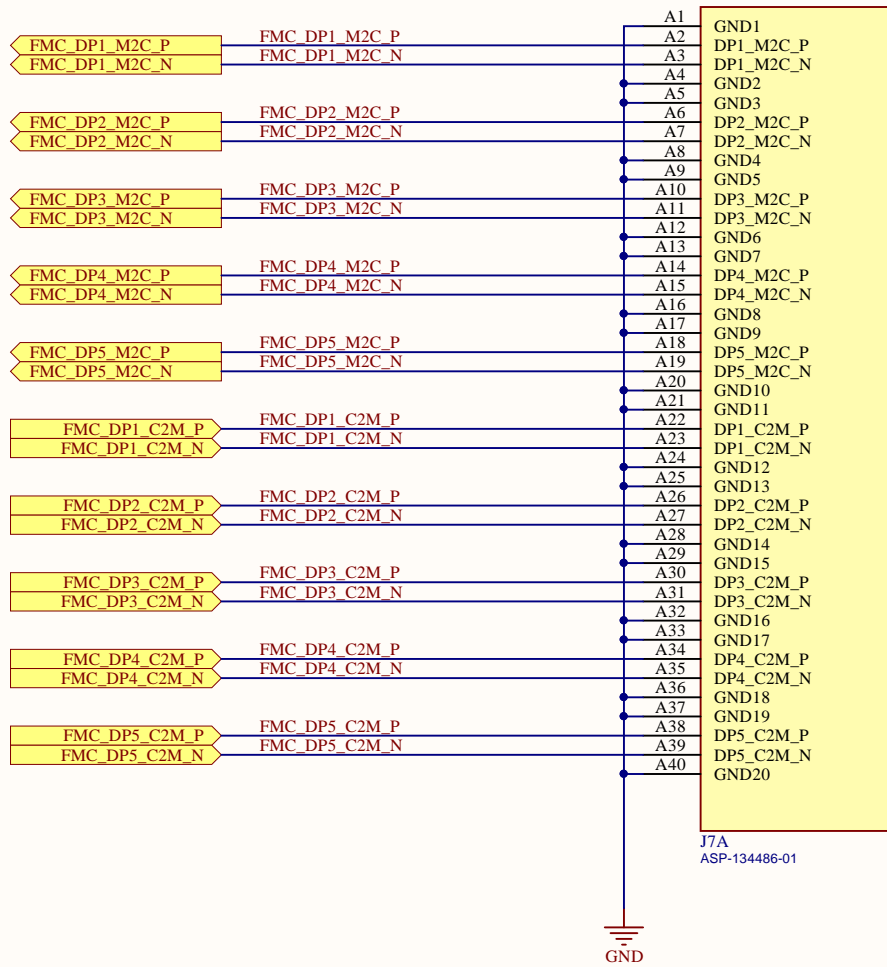 A1 GND1
FMC_DP1_M2C_P FMC_DP1_M2C_P A2 DP1_M2C_P
FMC_DP1_M2C_N FMC_DP1_M2C_N A3 DP1_M2C_N
A4 GND2
A5 GND3
FMC_DP2_M2C_P FMC_DP2_M2C_P A6 DP2_M2C_P
FMC_DP2_M2C_N FMC_DP2_M2C_N A7 DP2_M2C_N
A8 GND4
A9 GND5
FMC_DP3_M2C_P FMC_DP3_M2C_P A10 DP3_M2C_P
FMC_DP3_M2C_N FMC_DP3_M2C_N A11 DP3_M2C_N
A12 GND6
A13 GND7
FMC_DP4_M2C_P FMC_DP4_M2C_P A14 DP4_M2C_P
FMC_DP4_M2C_N FMC_DP4_M2C_N A15 DP4_M2C_N
A16 GND8
A17 GND9
FMC_DP5_M2C_P FMC_DP5_M2C_P A18 DP5_M2C_P
FMC_DP5_M2C_N FMC_DP5_M2C_N A19 DP5_M2C_N
A20 GND10
A21 GND11
FMC_DP1_C2M_P FMC_DP1_C2M_P A22 DP1_C2M_P
FMC_DP1_C2M_N FMC_DP1_C2M_N A23 DP1_C2M_N
A24 GND12
A25 GND13
FMC_DP2_C2M_P FMC_DP2_C2M_P A26 DP2_C2M_P
FMC_DP2_C2M_N FMC_DP2_C2M_N A27 DP2_C2M_N
A28 GND14
A29 GND15
FMC_DP3_C2M_P FMC_DP3_C2M_P A30 DP3_C2M_P
FMC_DP3_C2M_N FMC_DP3_C2M_N A31 DP3_C2M_N
A32 GND16
A33 GND17
FMC_DP4_C2M_P FMC_DP4_C2M_P A34 DP4_C2M_P
FMC_DP4_C2M_N FMC_DP4_C2M_N A35 DP4_C2M_N
A36 GND18
A37 GND19
FMC_DP5_C2M_P FMC_DP5_C2M_P A38 DP5_C2M_P
FMC_DP5_C2M_N FMC_DP5_C2M_N A39 DP5_C2M_N
A40 GND20
J7A
ASP-134486-01
GND